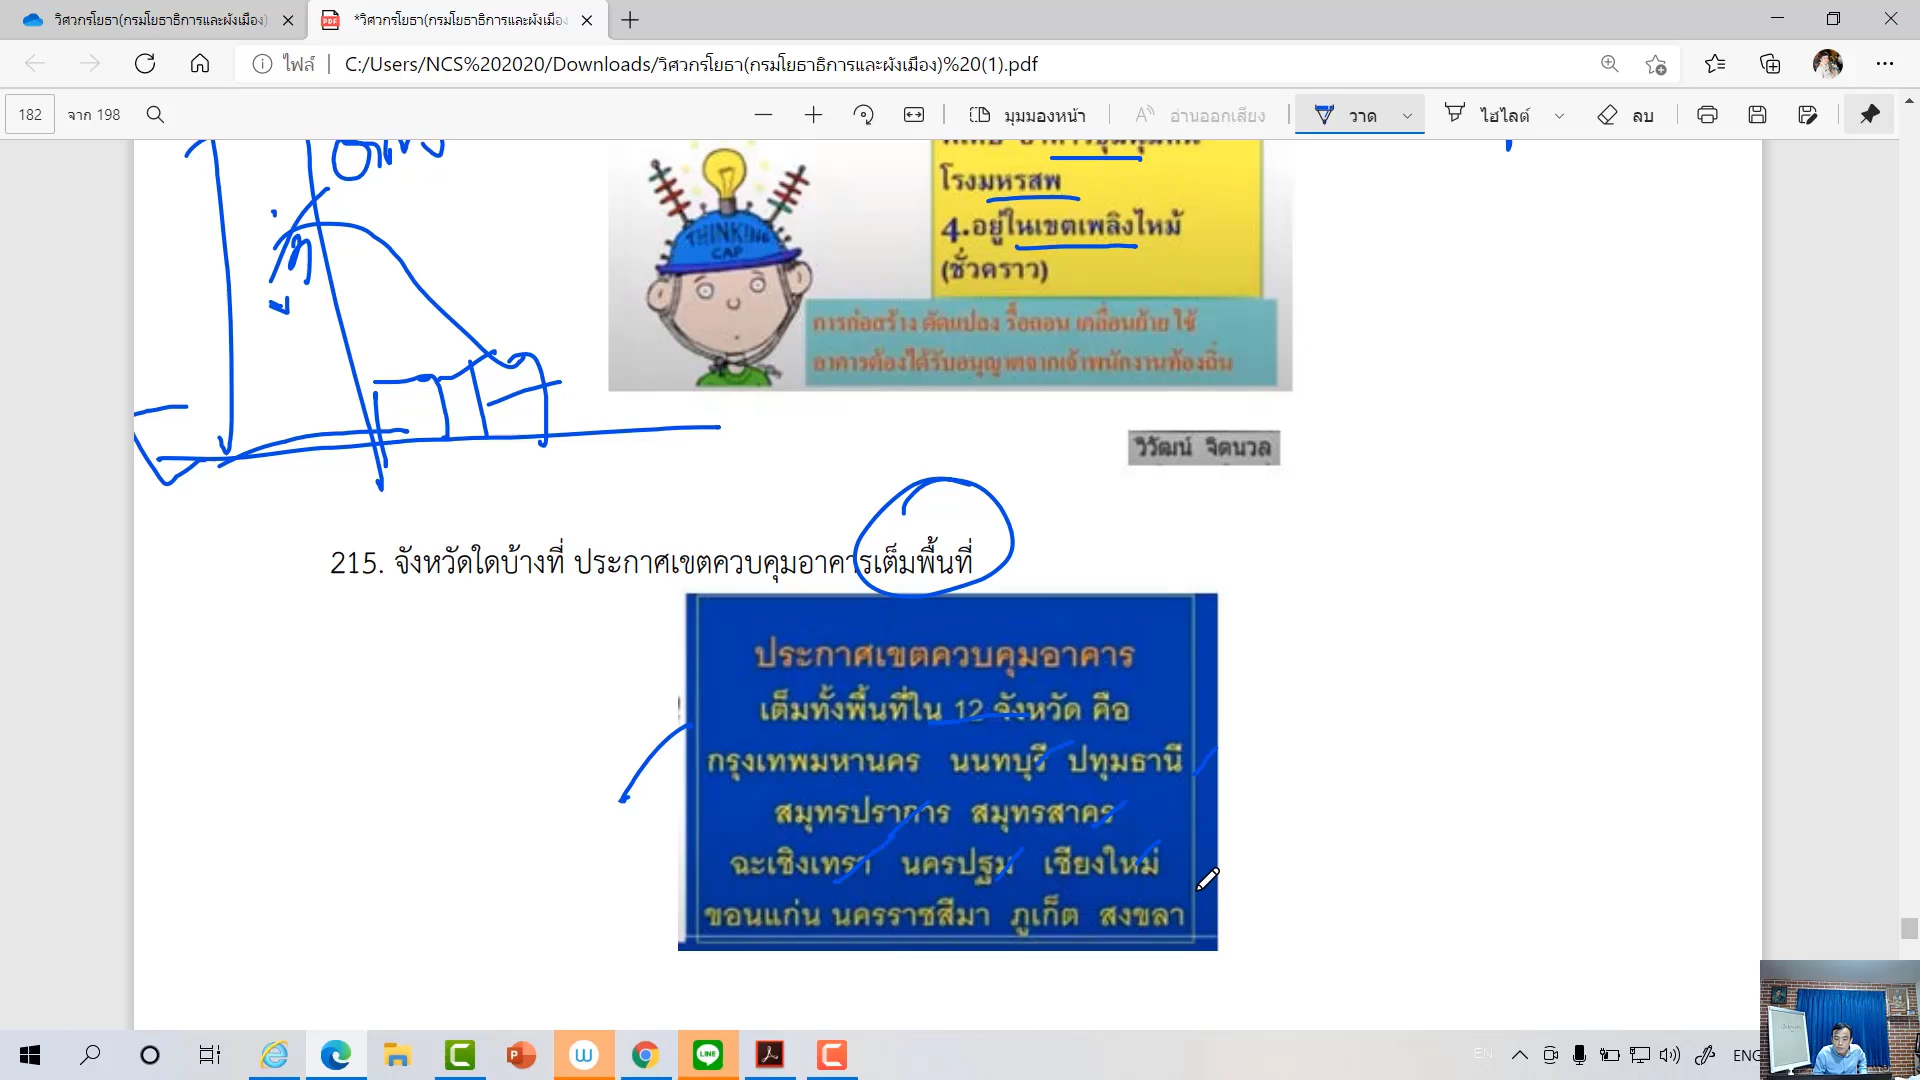 วิศวกรโยธา(กรมโยธาธิการและผังเมือง)
*วิศวกรโยธา(กรมโยธาธิการและผังเมือง
ไฟล์
C:/Users/NCS%202020/Downloads/วิศวกรโยธา(กรมโยธาธิการและผังเมือง)%20(1).pdf
182 จาก 198
มุมมองหน้า
อ่านออกเสียง
วาด
ไฮไลต์
ลบ
โรงมหรสพ
4.อยู่ในเขตเพลิงไหม้
(ชั่วคราว)
THINKING
CAP
การก่อสร้าง ดัดแปลง รื้อถอน เคลื่อนย้าย ใช้
อาคารต้องได้รับอนุญาตจากเจ้าพนักงานท้องถิ่น
วิวัฒน์ จิตนวล
215. จังหวัดใดบ้างที่ ประกาศเขตควบคุมอาคารเต็มพื้นที่
ประกาศเขตควบคุมอาคาร
เต็มทั้งพื้นที่ใน 12 จังหวัด คือ
กรุงเทพมหานคร นนทบุรี ปทุมธานี
สมุทรปราการ สมุทรสาคร
ฉะเชิงเทรา นครปฐม เชียงใหม่
ขอนแก่น นครราชสีมา ภูเก็ต สงขลา
EN
ENG